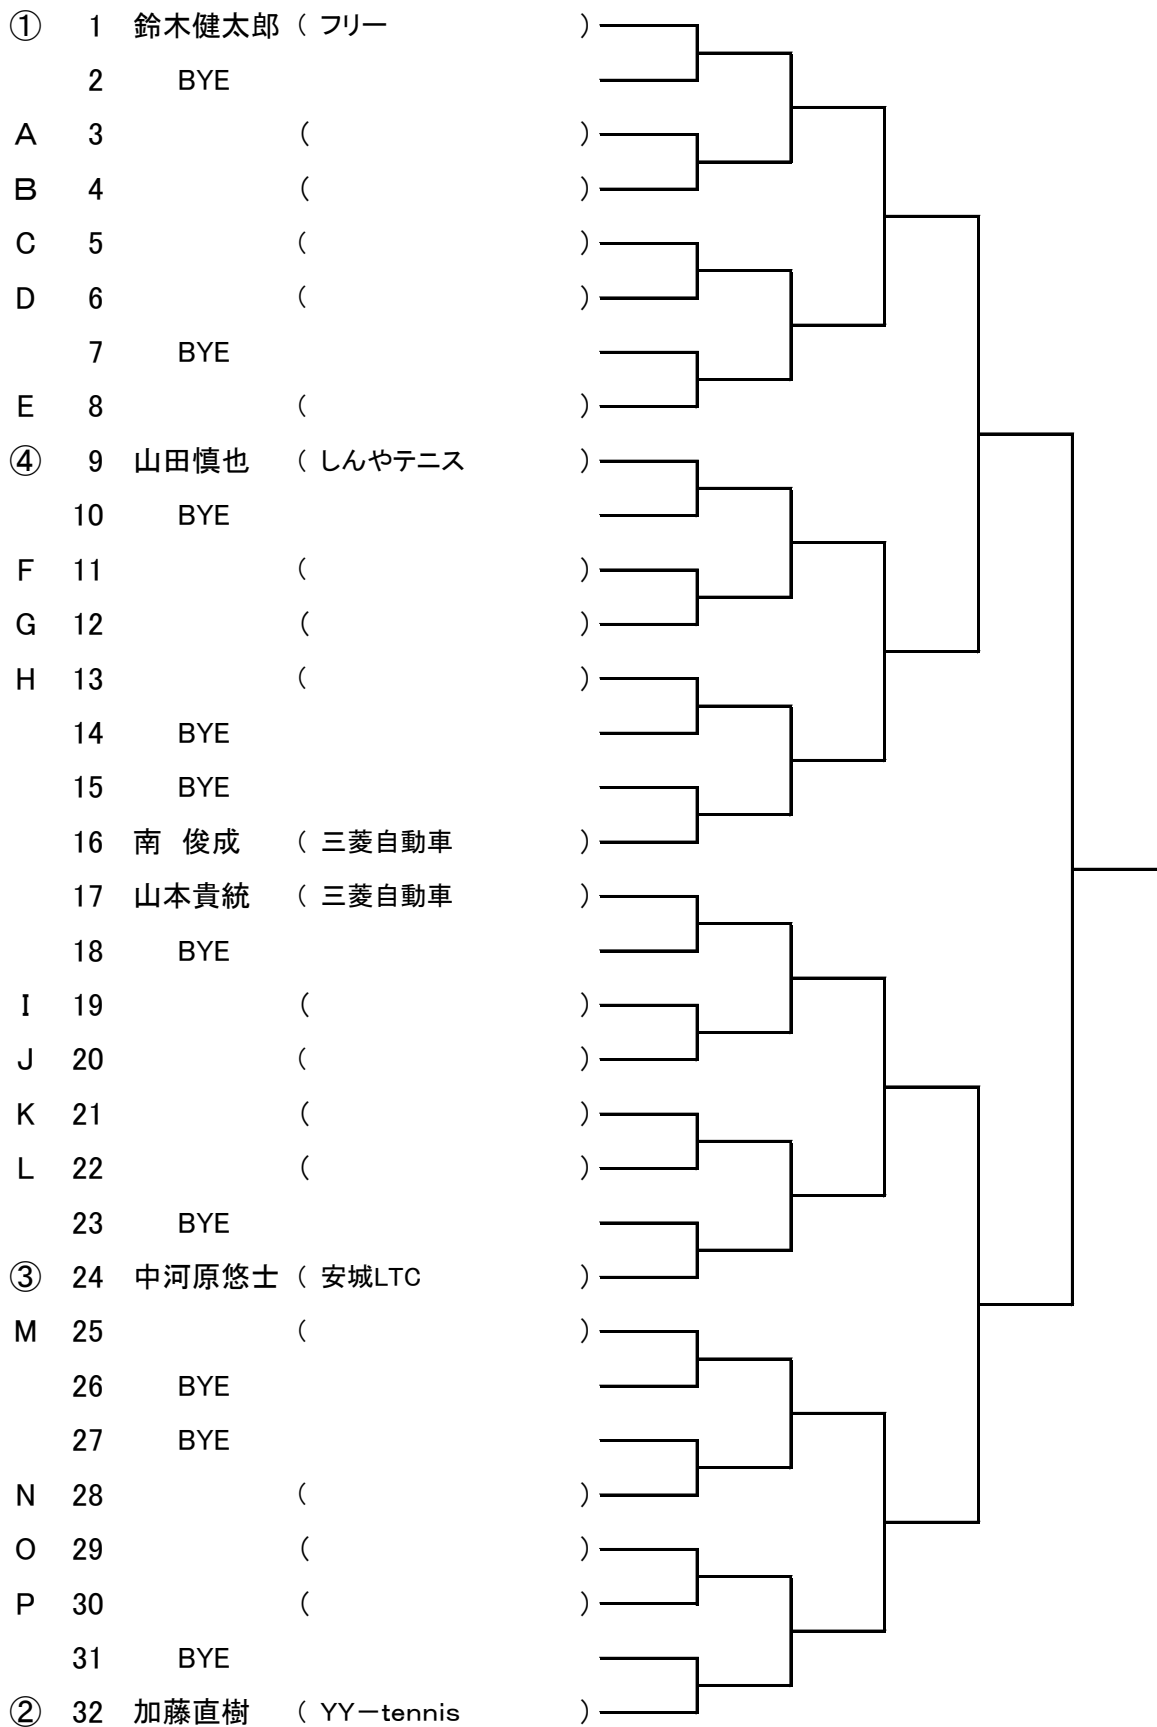 ① 1 鈴木健太郎 ( フリー )
2 BYE
A 3 ( )
B 4 ( )
C 5 ( )
D 6 ( )
7 BYE
E 8 ( )
④ 9 山田慎也 ( しんやテニス )
10 BYE
F 11 ( )
G 12 ( )
H 13 ( )
14 BYE
15 BYE
16 南 俊成 ( 三菱自動車 )
17 山本貴統 ( 三菱自動車 )
18 BYE
I 19 ( )
J 20 ( )
K 21 ( )
L 22 ( )
23 BYE
③ 24 中河原悠士 ( 安城LTC )
M 25 ( )
26 BYE
27 BYE
N 28 ( )
O 29 ( )
P 30 ( )
31 BYE
② 32 加藤直樹 ( YY－tennis )